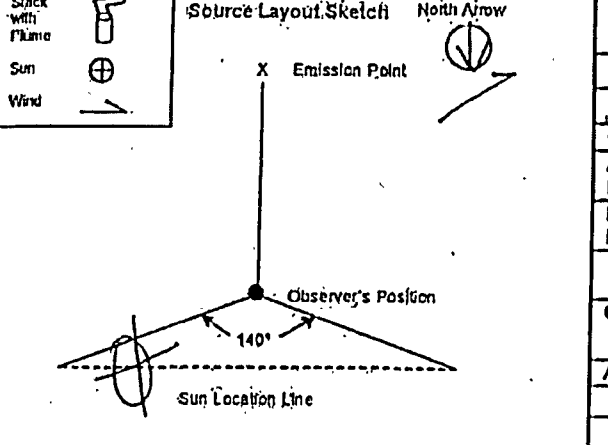 Stack
with
Plume
Sun
Wind
Source Layout Sketch
North Arrow
X Emission Point
Observer's Position
140°
Sun Location Line